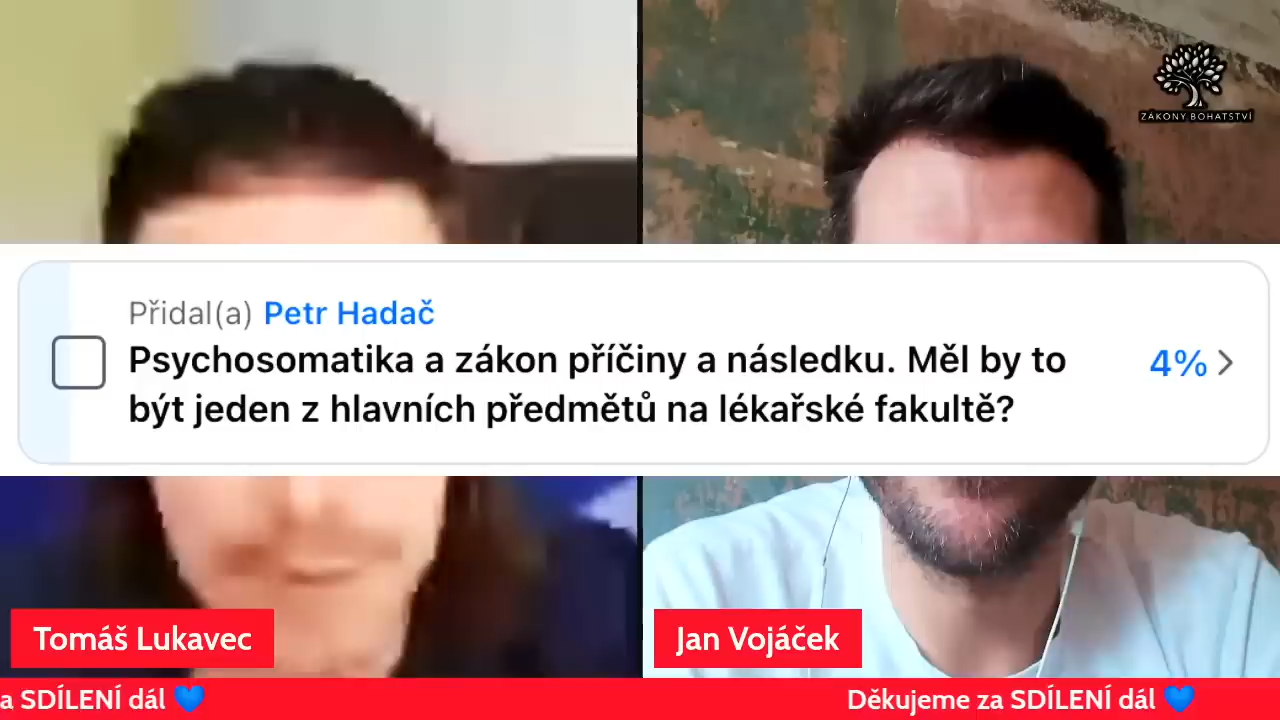 ZÁKONY BOHATSTVÍ
Přidal(a) Petr Hadač
Psychosomatika a zákon příčiny a následku. Měl by to
být jeden z hlavních předmětů na lékařské fakultě?
4%
Tomáš Lukavec
Jan Vojáček
a SDÍLENÍ dál 💙
Děkujeme za SDÍLENÍ dál 💙